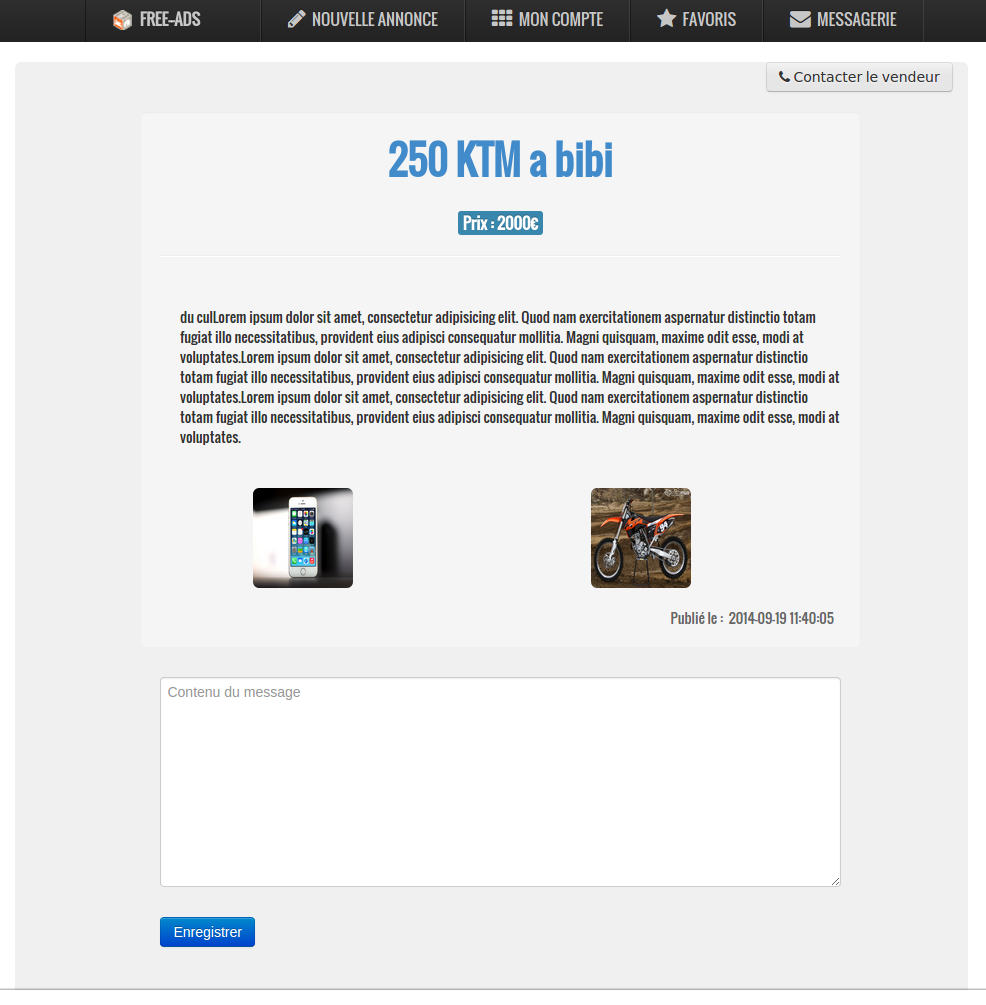 FREE-ADS
NOUVELLE ANNONCE
MON COMPTE
FAVORIS
MESSAGERIE
Contacter le vendeur
250 KTM a bibi
Prix : 2000€
du culLorem ipsum dolor sit amet, consectetur adipisicing elit. Quod nam exercitationem aspernatur distinctio totam
fugiat illo necessitatibus, provident eius adipisci consequatur mollitia. Magni quisquam, maxime odit esse, modi at
voluptates.Lorem ipsum dolor sit amet, consectetur adipisicing elit. Quod nam exercitationem aspernatur distinctio
totam fugiat illo necessitatibus, provident eius adipisci consequatur mollitia. Magni quisquam, maxime odit esse, modi at
voluptates.Lorem ipsum dolor sit amet, consectetur adipisicing elit. Quod nam exercitationem aspernatur distinctio
totam fugiat illo necessitatibus, provident eius adipisci consequatur mollitia. Magni quisquam, maxime odit esse, modi at
voluptates.
94
Publié le : 2014-09-19 11:40:05
Contenu du message
Enregistrer